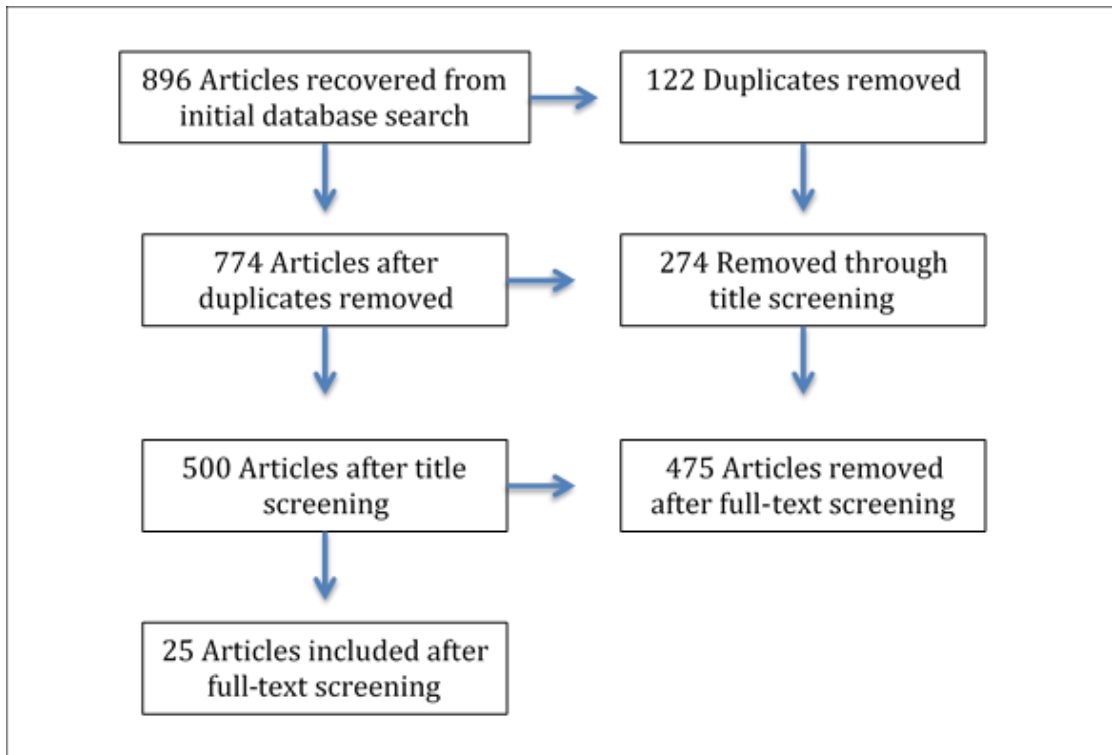 896 Articles recovered from
initial database search
122 Duplicates removed
774 Articles after
duplicates removed
274 Removed through
title screening
500 Articles after title
screening
475 Articles removed
after full-text screening
25 Articles included after
full-text screening